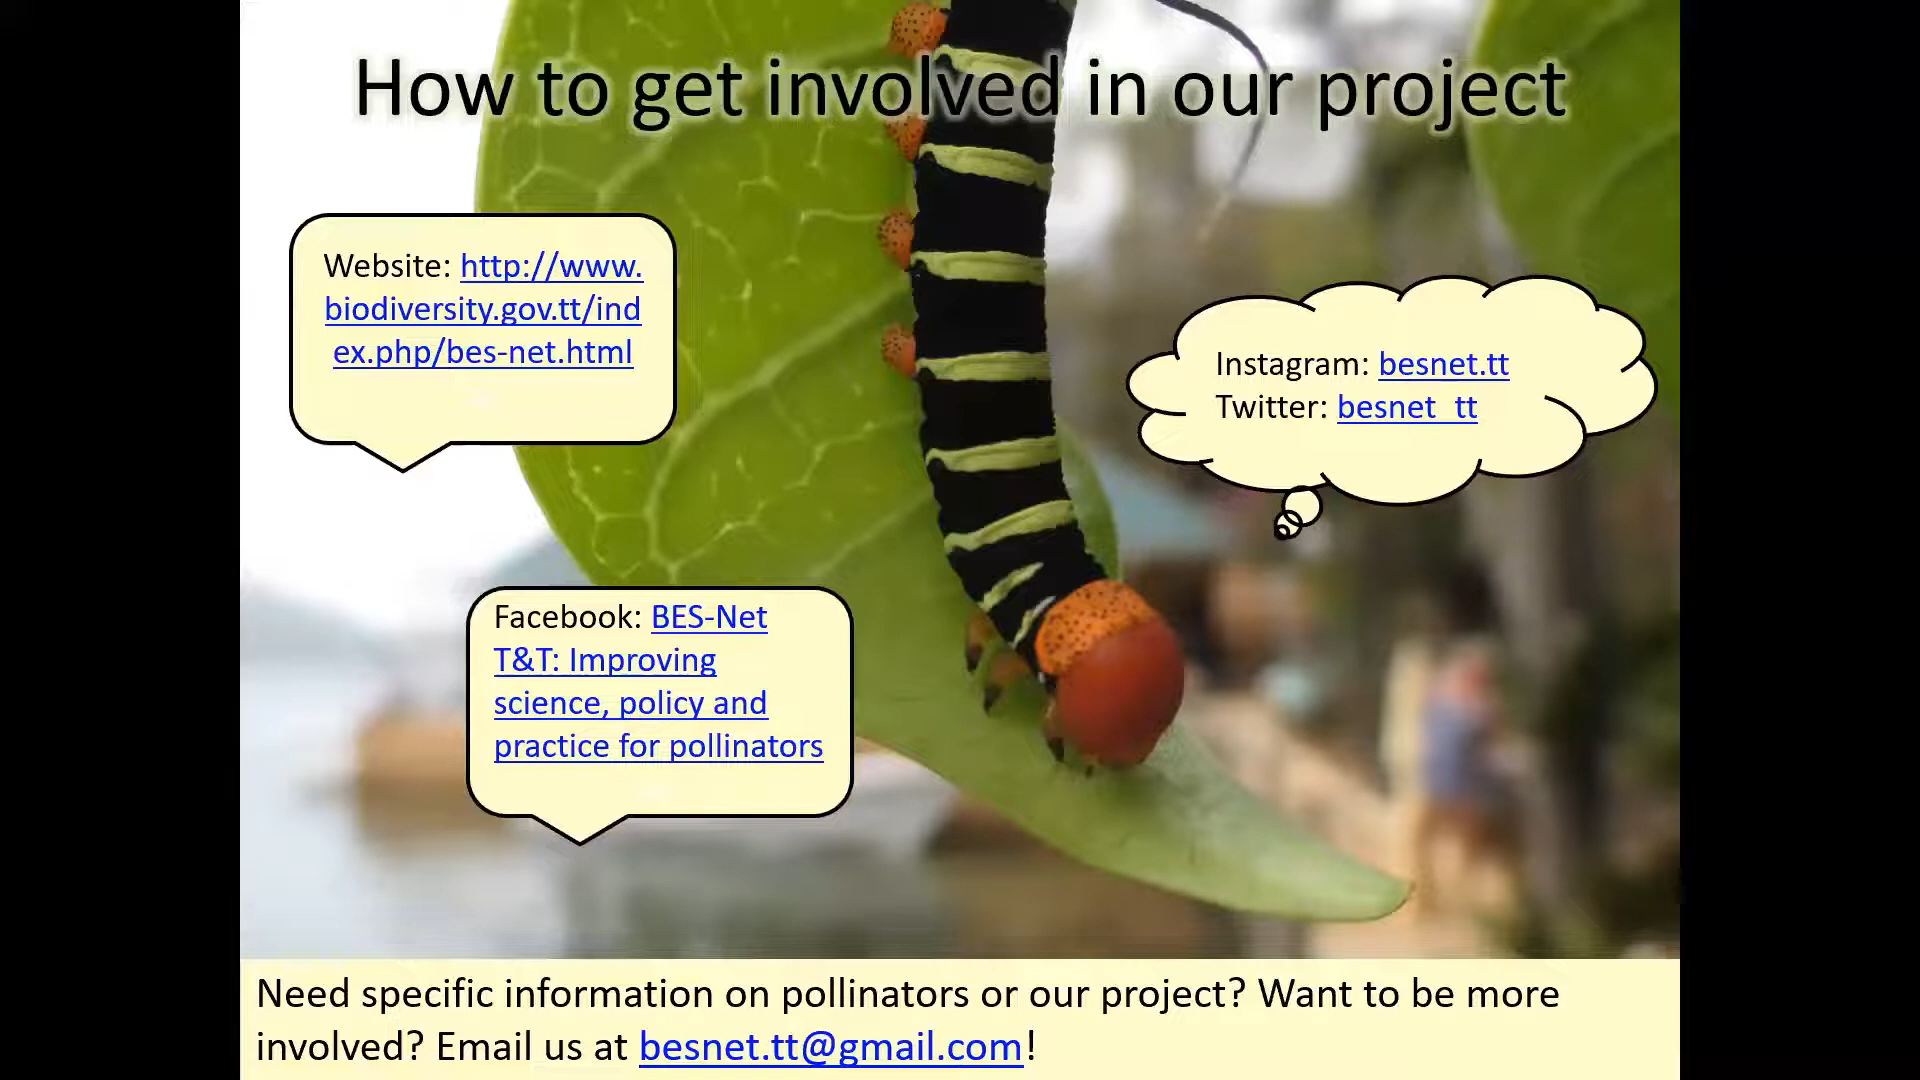 How to get involved in our project
Website: http://www.
biodiversity.gov.tt/ind
ex.php/bes-net.html
Instagram: besnet.tt
Twitter: besnet_tt
Facebook: BES-Net
T&T: Improving
science, policy and
practice for pollinators
Need specific information on pollinators or our project? Want to be more
involved? Email us at besnet.tt@gmail.com!